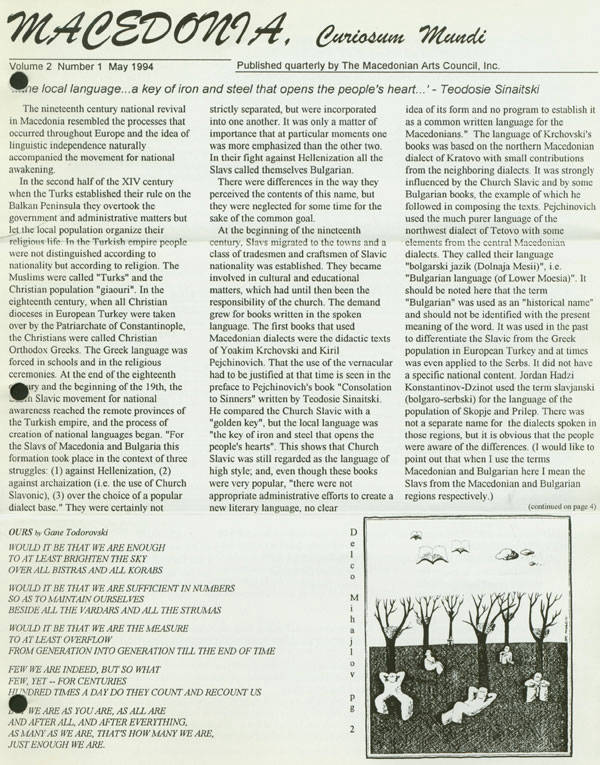 MACEDONIA, Curiosum Mundi
Volume 2 Number 1 May 1994
Published quarterly by The Macedonian Arts Council, Inc.
local language...a key of iron and steel that opens the people's heart...' - Teodosie Sinaitski
The nineteenth century national revival
in Macedonia resembled the processes that
occurred throughout Europe and the idea of
linguistic independence naturally
accompanied the movement for national
awakening.
In the second half of the XIV century
when the Turks established their rule on the
Balkan Peninsula they overtook the
government and administrative matters but
let the local population organize their
religious life. In the Turkish empire people
were not distinguished according to
nationality but according to religion. The
Muslims were called "Turks" and the
Christian population "giaouri". In the
eighteenth century, when all Christian
dioceses in European Turkey were taken
over by the Patriarchate of Constantinople,
the Christians were called Christian
Orthodox Greeks. The Greek language was
forced in schools and in the religious
ceremonies. At the end of the eighteenth
and the beginning of the 19th, the
Slavic movement for national
awareness reached the remote provinces of
the Turkish empire, and the process of
creation of national languages began. "For
the Slavs of Macedonia and Bulgaria this
formation took place in the context of three
struggles: (1) against Hellenization, (2)
against archaization (i.e. the use of Church
Slavonic), (3) over the choice of a popular
dialect base." They were certainly not
strictly separated, but were incorporated
into one another. It was only a matter of
importance that at particular moments one
was more emphasized than the other two.
In their fight against Hellenization all the
Slavs called themselves Bulgarian.
There were differences in the way they
perceived the contents of this name, but
they were neglected for some time for the
sake of the common goal.
At the beginning of the nineteenth
century, Slavs migrated to the towns and a
class of tradesmen and craftsmen of Slavic
nationality was established. They became
involved in cultural and educational
matters, which had until then been the
responsibility of the church. The demand
grew for books written in the spoken
language. The first books that used
Macedonian dialects were the didactic texts
of Yoakim Krchovski and Kiril
Pejchinovich. That the use of the vernacular
had to be justified at that time is seen in the
preface to Pejchinovich's book "Consolation
to Sinners" written by Teodosie Sinaitski.
He compared the Church Slavic with a
"golden key", but the local language was
"the key of iron and steel that opens the
people's hearts". This shows that Church
Slavic was still regarded as the language of
high style; and, even though these books
were very popular, "there were not
appropriate administrative efforts to create a
new literary language, no clear
idea of its form and no program to establish it
as a common written language for the
Macedonians." The language of Krchovski's
books was based on the northern Macedonian
dialect of Kratovo with small contributions
from the neighboring dialects. It was strongly
influenced by the Church Slavic and by some
Bulgarian books, the example of which he
followed in composing the texts. Pejchinovich
used the much purer language of the
northwest dialect of Tetovo with some
elements from the central Macedonian
dialects. They called their language
"bolgarski jazik (Dolnaja Mesii)", i.e.
"Bulgarian language (of Lower Moesia)". It
should be noted here that the term
"Bulgarian" was used as an "historical name"
and should not be identified with the present
meaning of the word. It was used in the past
to differentiate the Slavic from the Greek
population in European Turkey and at times
was even applied to the Serbs. It did not have
a specific national content. Jordan Hadzi
Konstantinov-Dzinot used the term slavjanski
(bolgaro-serbski) for the language of the
population of Skopje and Prilep. There was
not a separate name for the dialects spoken in
those regions, but it is obvious that the people
were aware of the differences. (I would like to
point out that when I use the terms
Macedonian and Bulgarian here I mean the
Slavs from the Macedonian and Bulgarian
regions respectively.)
(continued on page 4)
OURS by Gane Todorovski
WOULD IT BE THAT WE ARE ENOUGH
TO AT LEAST BRIGHTEN THE SKY
OVER ALL BISTRAS AND ALL KORABS
WOULD IT BE THAT WE ARE SUFFICIENT IN NUMBERS
SO AS TO MAINTAIN OURSELVES
BESIDE ALL THE VARDARS AND ALL THE STRUMAS
WOULD IT BE THAT WE ARE THE MEASURE
TO AT LEAST OVERFLOW
FROM GENERATION INTO GENERATION TILL THE END OF TIME
FEW WE ARE INDEED, BUT SO WHAT
FEW, YET -- FOR CENTURIES
HUNDRED TIMES A DAY DO THEY COUNT AND RECOUNT US
WE ARE AS YOU ARE, AS ALL ARE
AND AFTER ALL, AND AFTER EVERYTHING,
AS MANY AS WE ARE, THAT'S HOW MANY WE ARE,
JUST ENOUGH WE ARE.
Delco Mihajlov pg 2